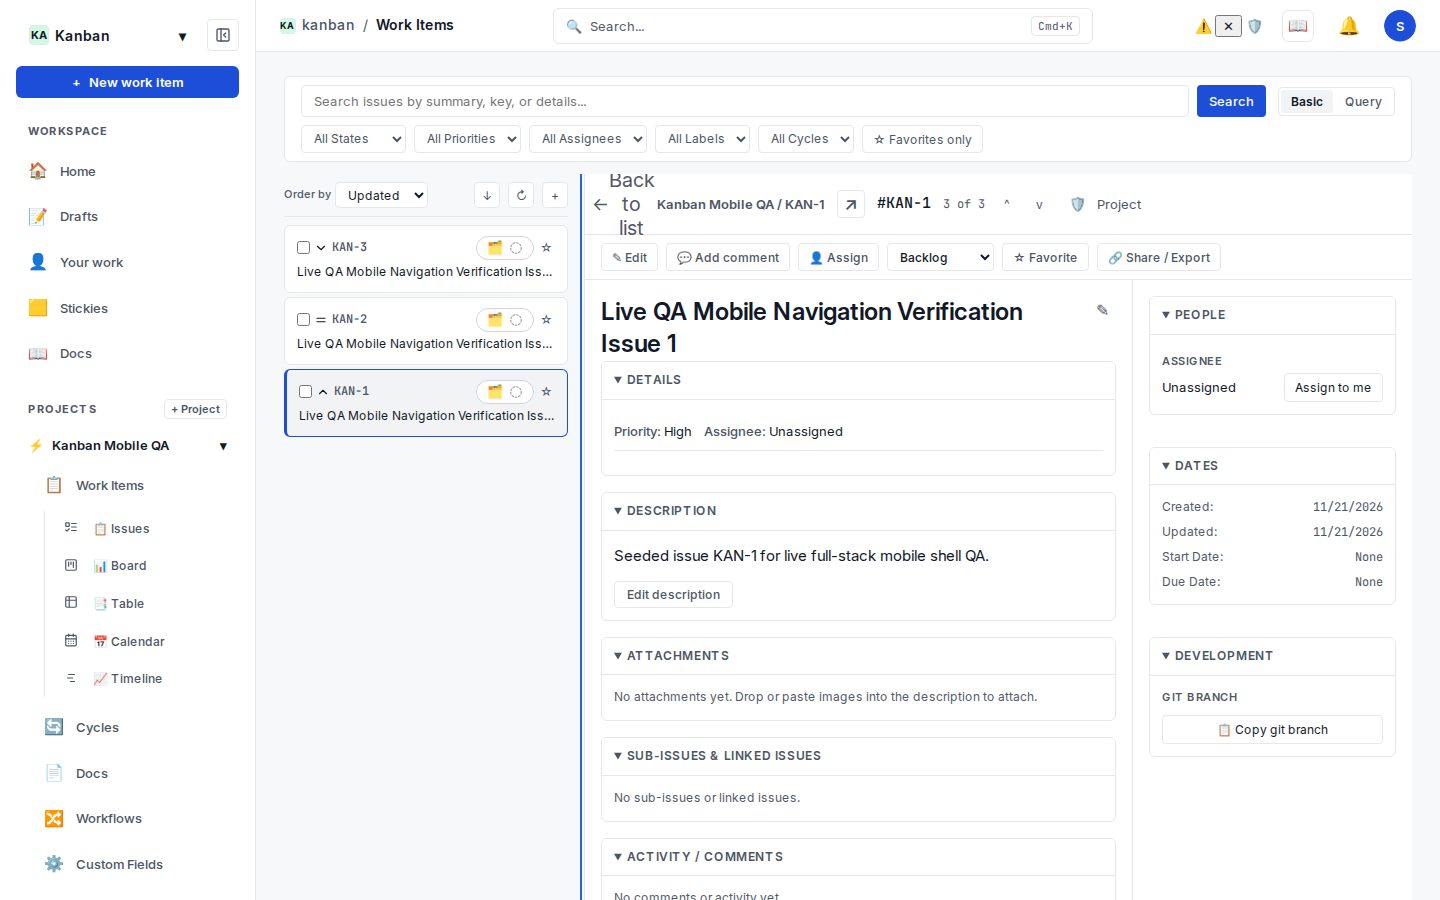 KA Kanban ▾
+ New work item
WORKSPACE
Home
Drafts
Your work
Stickies
Docs
PROJECTS + Project
Kanban Mobile QA ▾
Work Items
Issues
Board
Table
Calendar
Timeline
Cycles
Docs
Workflows
Custom Fields
KA kanban / Work Items
Search... Cmd+K
✕
S
Search issues by summary, key, or details... Search Basic Query
All States All Priorities All Assignees All Labels All Cycles ☆ Favorites only
Order by Updated ↓ ↻ +
KAN-3 ☆
Live QA Mobile Navigation Verification Iss...
KAN-2 ☆
Live QA Mobile Navigation Verification Iss...
KAN-1 ☆
Live QA Mobile Navigation Verification Iss...
← Back
to
list
Kanban Mobile QA / KAN-1 #KAN-1 3 of 3 ^ v Project
✎ Edit Add comment Assign Backlog ☆ Favorite Share / Export
Live QA Mobile Navigation Verification
Issue 1
▾ DETAILS
Priority: High Assignee: Unassigned
▾ DESCRIPTION
Seeded issue KAN-1 for live full-stack mobile shell QA.
Edit description
▾ ATTACHMENTS
No attachments yet. Drop or paste images into the description to attach.
▾ SUB-ISSUES & LINKED ISSUES
No sub-issues or linked issues.
▾ ACTIVITY / COMMENTS
No comments or activity yet
▾ PEOPLE
ASSIGNEE
Unassigned Assign to me
▾ DATES
Created: 11/21/2026
Updated: 11/21/2026
Start Date: None
Due Date: None
▾ DEVELOPMENT
GIT BRANCH
Copy git branch